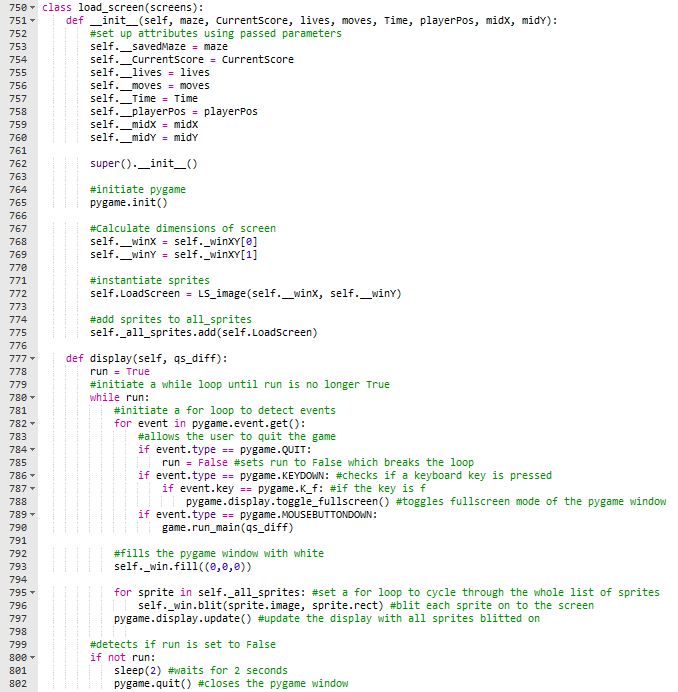 750 class load_screen(screens):
751     def __init__(self, maze, CurrentScore, lives, moves, Time, playerPos, midX, midY):
752         #set up attributes using passed parameters
753         self.__savedMaze = maze
754         self.__CurrentScore = CurrentScore
755         self.__lives = lives
756         self.__moves = moves
757         self.__Time = Time
758         self.__playerPos = playerPos
759         self.__midX = midX
760         self.__midY = midY
761
762         super().__init__()
763
764         #initiate pygame
765         pygame.init()
766
767         #Calculate dimensions of screen
768         self.__winX = self._winXY[0]
769         self.__winY = self._winXY[1]
770
771         #instantiate sprites
772         self.LoadScreen = LS_image(self.__winX, self.__winY)
773
774         #add sprites to all_sprites
775         self._all_sprites.add(self.LoadScreen)
776
777     def display(self, qs_diff):
778         run = True
779         #initiate a while loop until run is no longer True
780         while run:
781             #initiate a for loop to detect events
782             for event in pygame.event.get():
783                 #allows the user to quit the game
784                 if event.type == pygame.QUIT:
785                     run = False #sets run to False which breaks the loop
786                 if event.type == pygame.KEYDOWN: #checks if a keyboard key is pressed
787                     if event.key == pygame.K_f: #if the key is f
788                         pygame.display.toggle_fullscreen() #toggles fullscreen mode of the pygame window
789                 if event.type == pygame.MOUSEBUTTONDOWN:
790                     game.run_main(qs_diff)
791
792             #fills the pygame window with white
793             self._win.fill((0,0,0))
794
795             for sprite in self._all_sprites: #set a for loop to cycle through the whole list of sprites
796                 self._win.blit(sprite.image, sprite.rect) #blit each sprite on to the screen
797             pygame.display.update() #update the display with all sprites blitted on
798
799         #detects if run is set to False
800         if not run:
801             sleep(2) #waits for 2 seconds
802             pygame.quit() #closes the pygame window